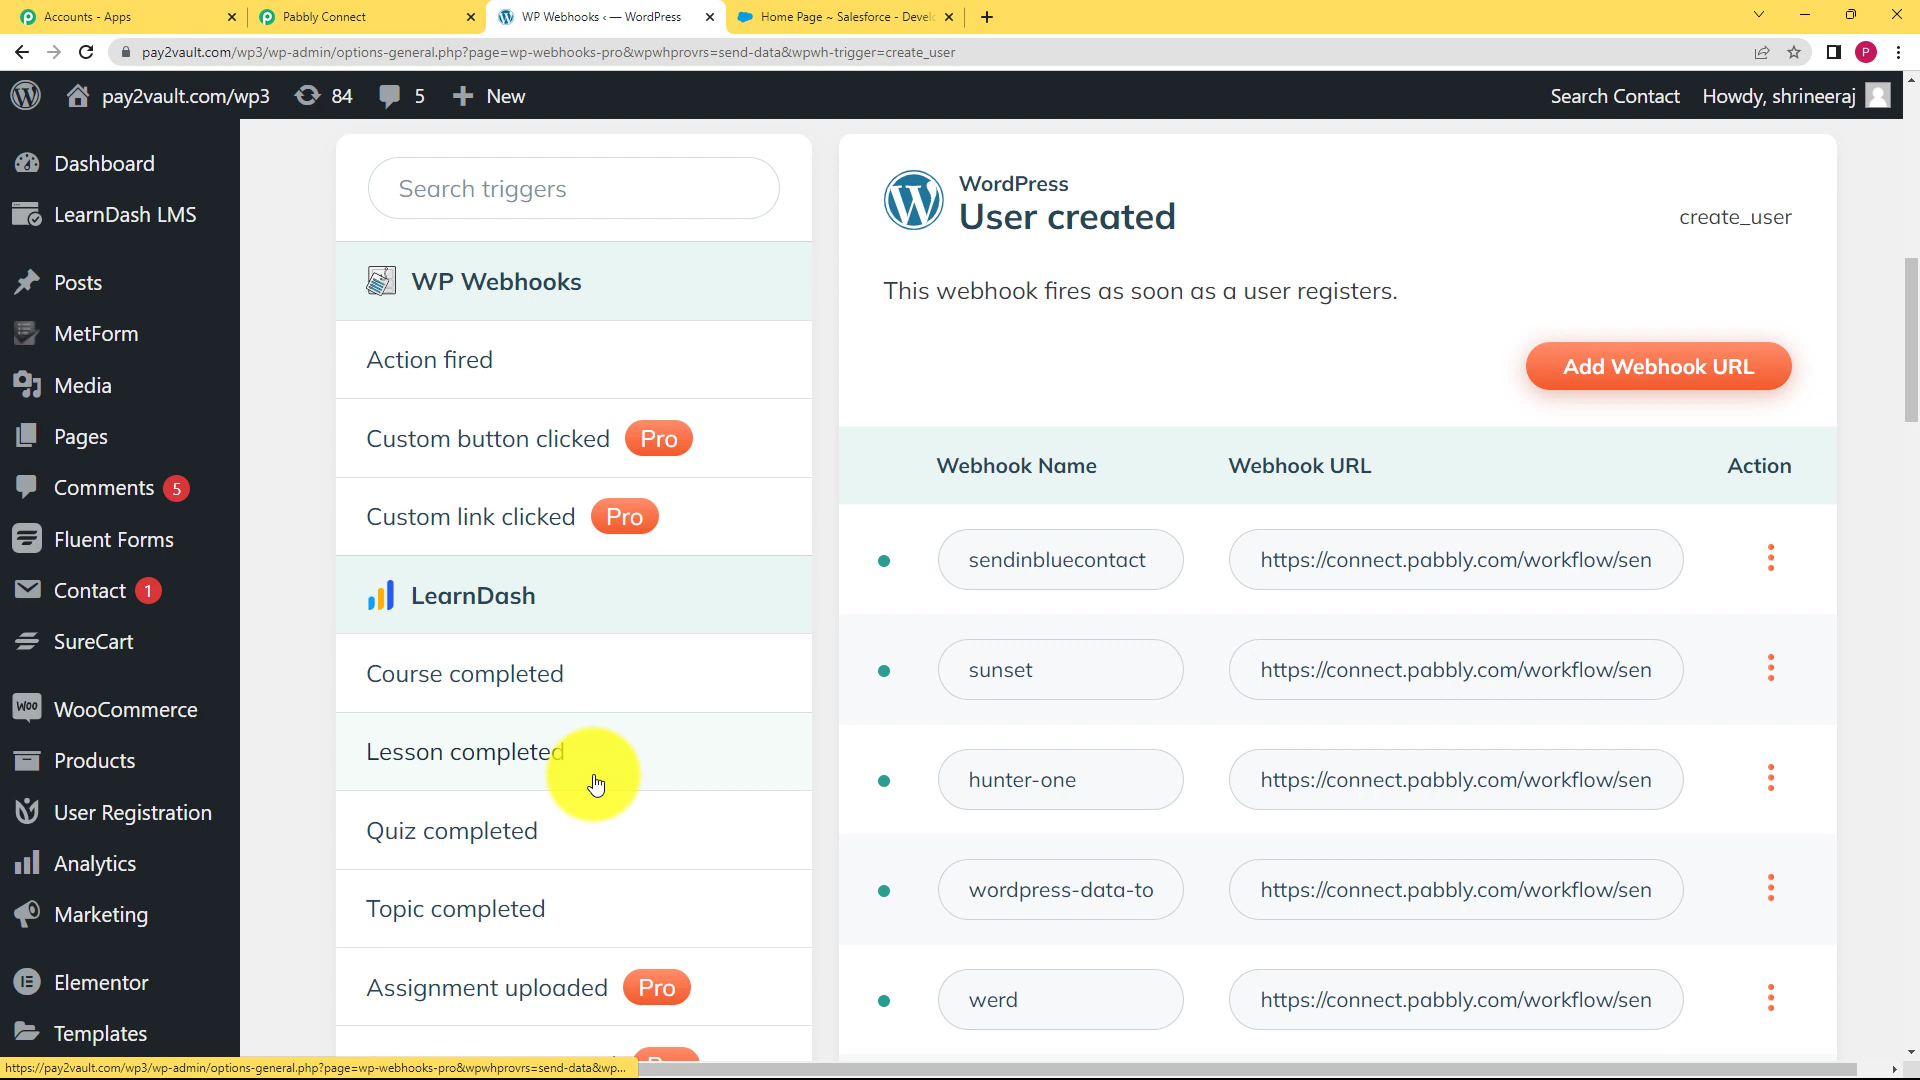 Accounts - Apps
Pabbly Connect
WP Webhooks ‹ — WordPress
Home Page ~ Salesforce - Devel
pay2vault.com/wp3/wp-admin/options-general.php?page=wp-webhooks-pro&wpwhprovrs=send-data&wpwh-trigger=create_user
P
pay2vault.com/wp3
84
5
New
Search Contact
Howdy, shrineeraj
Dashboard
LearnDash LMS
Posts
MetForm
Media
Pages
Comments 5
Fluent Forms
Contact 1
SureCart
WooCommerce
Products
User Registration
Analytics
Marketing
Elementor
Templates
Search triggers
WP Webhooks
Action fired
Custom button clicked Pro
Custom link clicked Pro
LearnDash
Course completed
Lesson completed
Quiz completed
Topic completed
Assignment uploaded Pro
WordPress
User created
create_user
This webhook fires as soon as a user registers.
Add Webhook URL
Webhook Name Webhook URL Action
sendinbluecontact https://connect.pabbly.com/workflow/sen
sunset https://connect.pabbly.com/workflow/sen
hunter-one https://connect.pabbly.com/workflow/sen
wordpress-data-to https://connect.pabbly.com/workflow/sen
werd https://connect.pabbly.com/workflow/sen
https://pay2vault.com/wp3/wp-admin/options-general.php?page=wp-webhooks-pro&wpwhprovrs=send-data&wp...